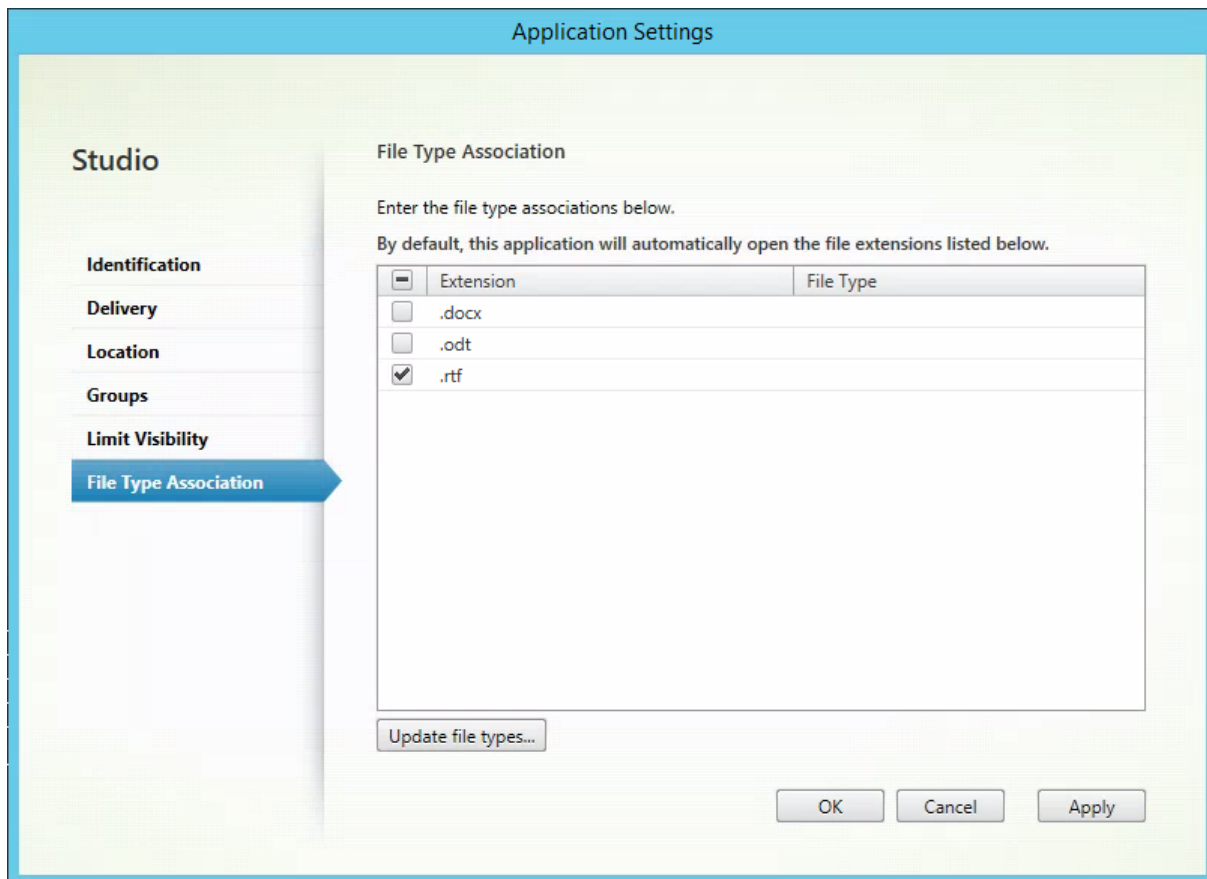 Application Settings
Studio
Identification
Delivery
Location
Groups
Limit Visibility
File Type Association
File Type Association
Enter the file type associations below.
By default, this application will automatically open the file extensions listed below.
Extension File Type
.docx
.odt
.rtf
Update file types...
OK Cancel Apply